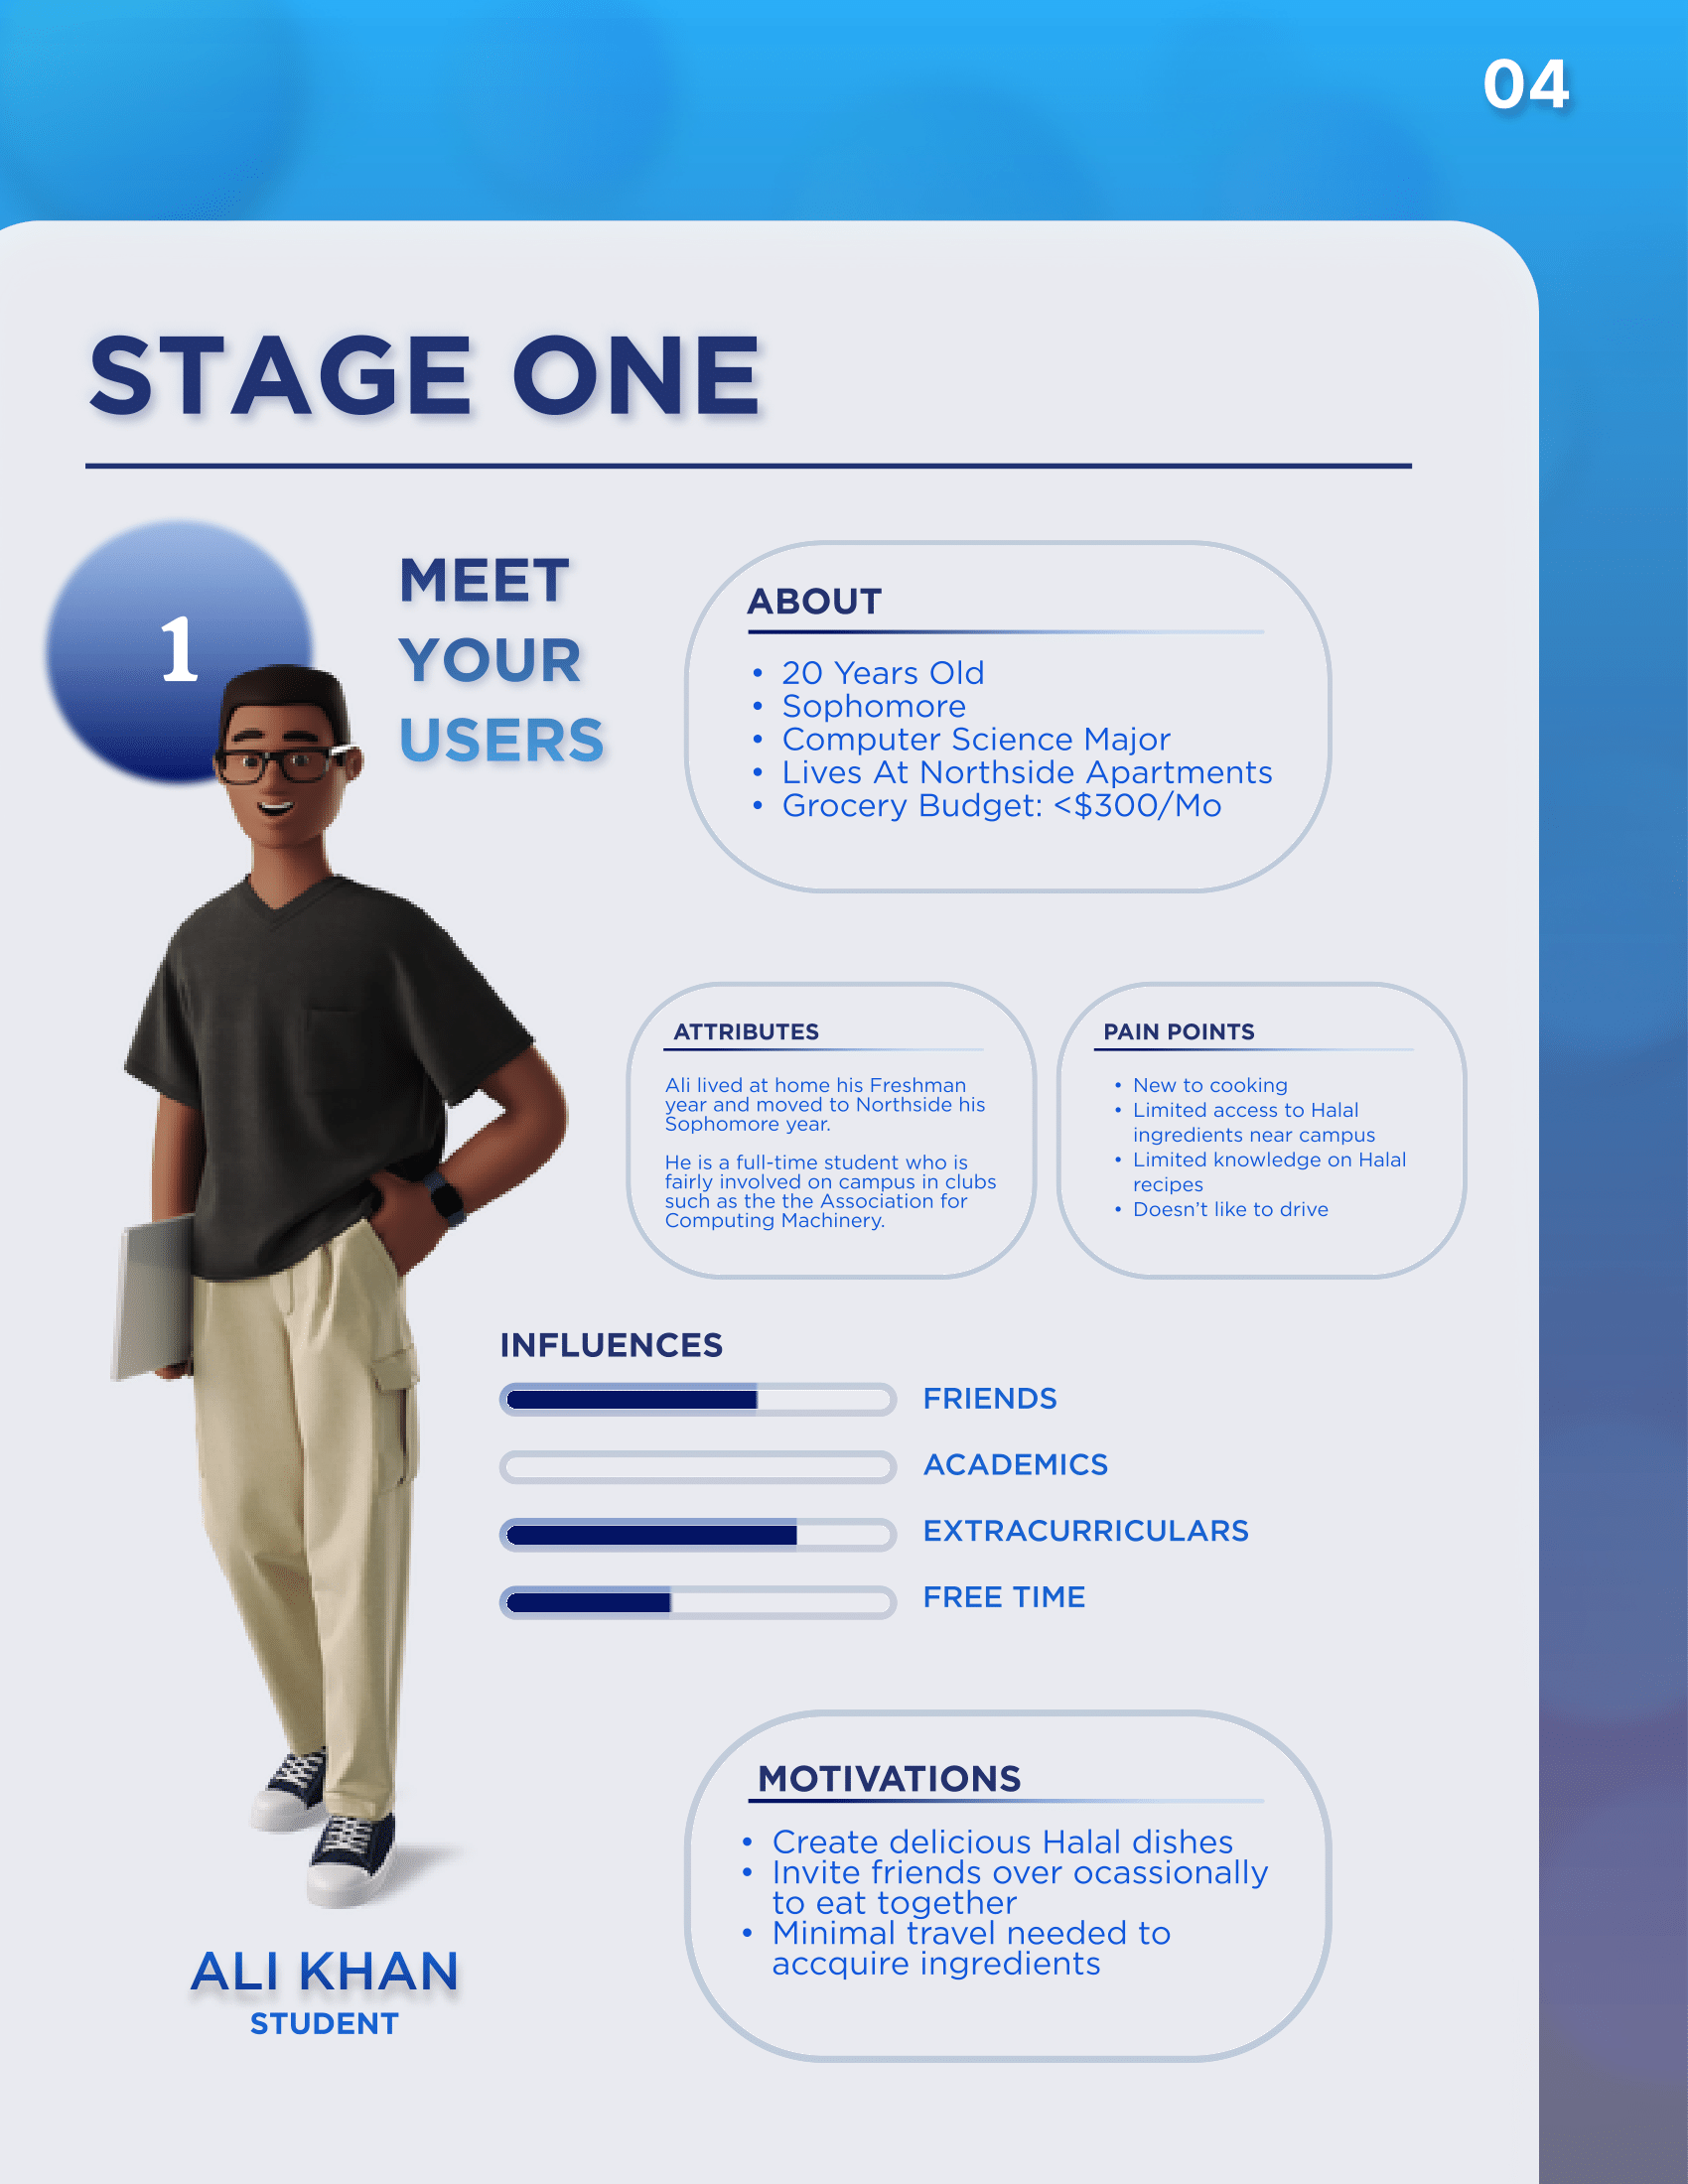 04
STAGE ONE
1
MEET
YOUR
USERS
ABOUT
• 20 Years Old
• Sophomore
• Computer Science Major
• Lives At Northside Apartments
• Grocery Budget: <$300/Mo
ATTRIBUTES
Ali lived at home his Freshman
year and moved to Northside his
Sophomore year.
He is a full-time student who is
fairly involved on campus in clubs
such as the the Association for
Computing Machinery.
PAIN POINTS
• New to cooking
• Limited access to Halal
ingredients near campus
• Limited knowledge on Halal
recipes
• Doesn't like to drive
INFLUENCES
FRIENDS
ACADEMICS
EXTRACURRICULARS
FREE TIME
MOTIVATIONS
• Create delicious Halal dishes
• Invite friends over ocassionally
to eat together
• Minimal travel needed to
accquire ingredients
ALI KHAN
STUDENT